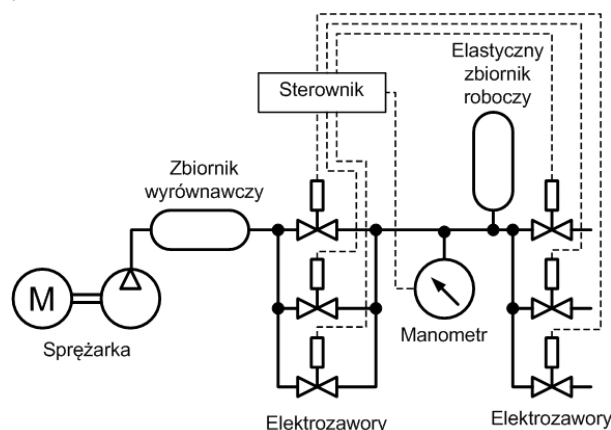 Elastyczny
zbiornik
roboczy
Sterownik
Zbiornik
wyrównawczy
M
Sprężarka
Manometr
Elektrozawory
Elektrozawory